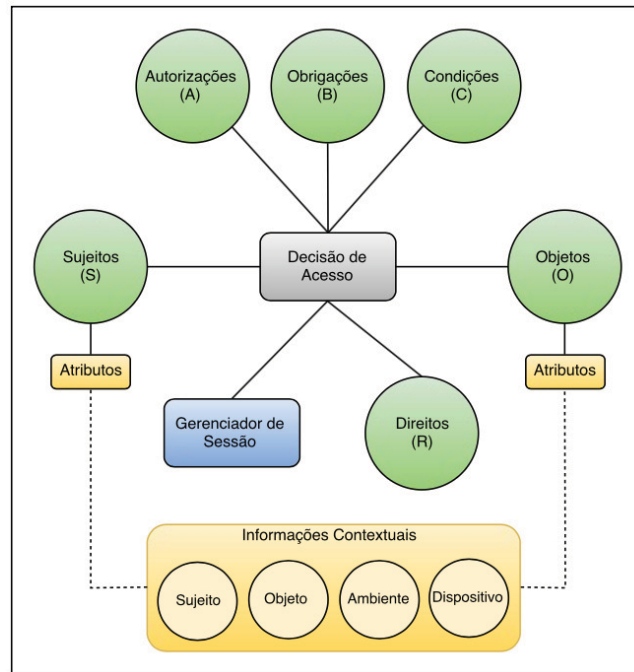 Autorizações
(A)
Obrigações
(B)
Condições
(C)
Sujeitos
(S)
Decisão de
Acesso
Objetos
(O)
Atributos
Atributos
Gerenciador de
Sessão
Direitos
(R)
Informações Contextuais
Sujeito
Objeto
Ambiente
Dispositivo